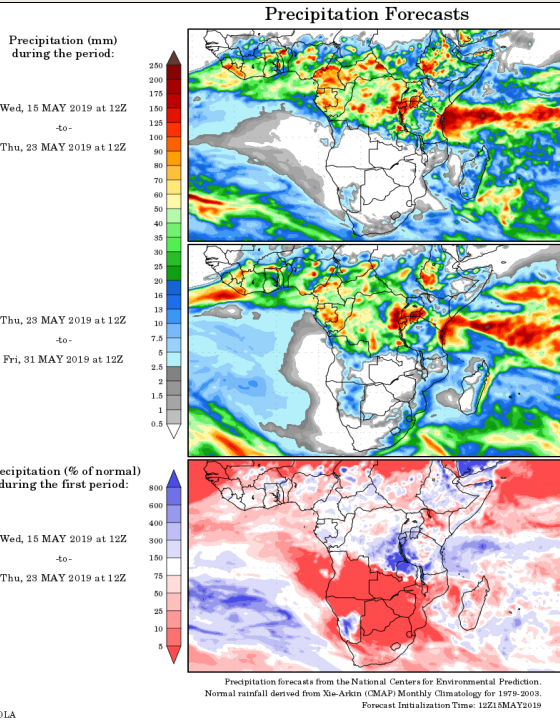 Precipitation Forecasts
Precipitation (mm)
during the period:
Wed, 15 MAY 2019 at 12Z
-to-
Thu, 23 MAY 2019 at 12Z
250
200
175
150
125
100
90
80
70
60
50
40
35
30
25
20
16
13
10
7.5
5
2.5
2
1.5
1
0.5
Thu, 23 MAY 2019 at 12Z
-to-
Fri, 31 MAY 2019 at 12Z
ecipitation (% of normal)
during the first period:
Wed, 15 MAY 2019 at 12Z
-to-
Thu, 23 MAY 2019 at 12Z
800
600
400
300
150
75
50
25
10
5
Precipitation forecasts from the National Centers for Environmental Prediction.
Normal rainfall derived from Xie-Arkin (CMAP) Monthly Climatology for 1979-2003.
Forecast Initialization Time: 12Z15MAY2019
OLA